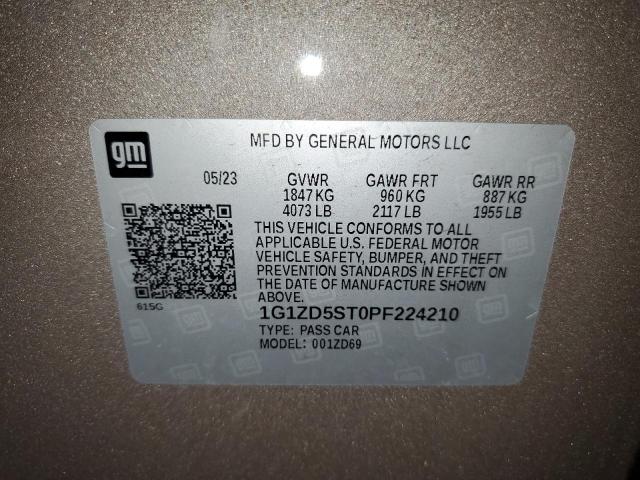 gm
MFD BY GENERAL MOTORS LLC
05/23 GVWR GAWR FRT GAWR RR
1847 KG 960 KG 887 KG
4073 LB 2117 LB 1955 LB
THIS VEHICLE CONFORMS TO ALL
APPLICABLE U.S. FEDERAL MOTOR
VEHICLE SAFETY, BUMPER, AND THEFT
PREVENTION STANDARDS IN EFFECT ON
THE DATE OF MANUFACTURE SHOWN
ABOVE.
615G
1G1ZD5ST0PF224210
TYPE: PASS CAR
MODEL: 001ZD69